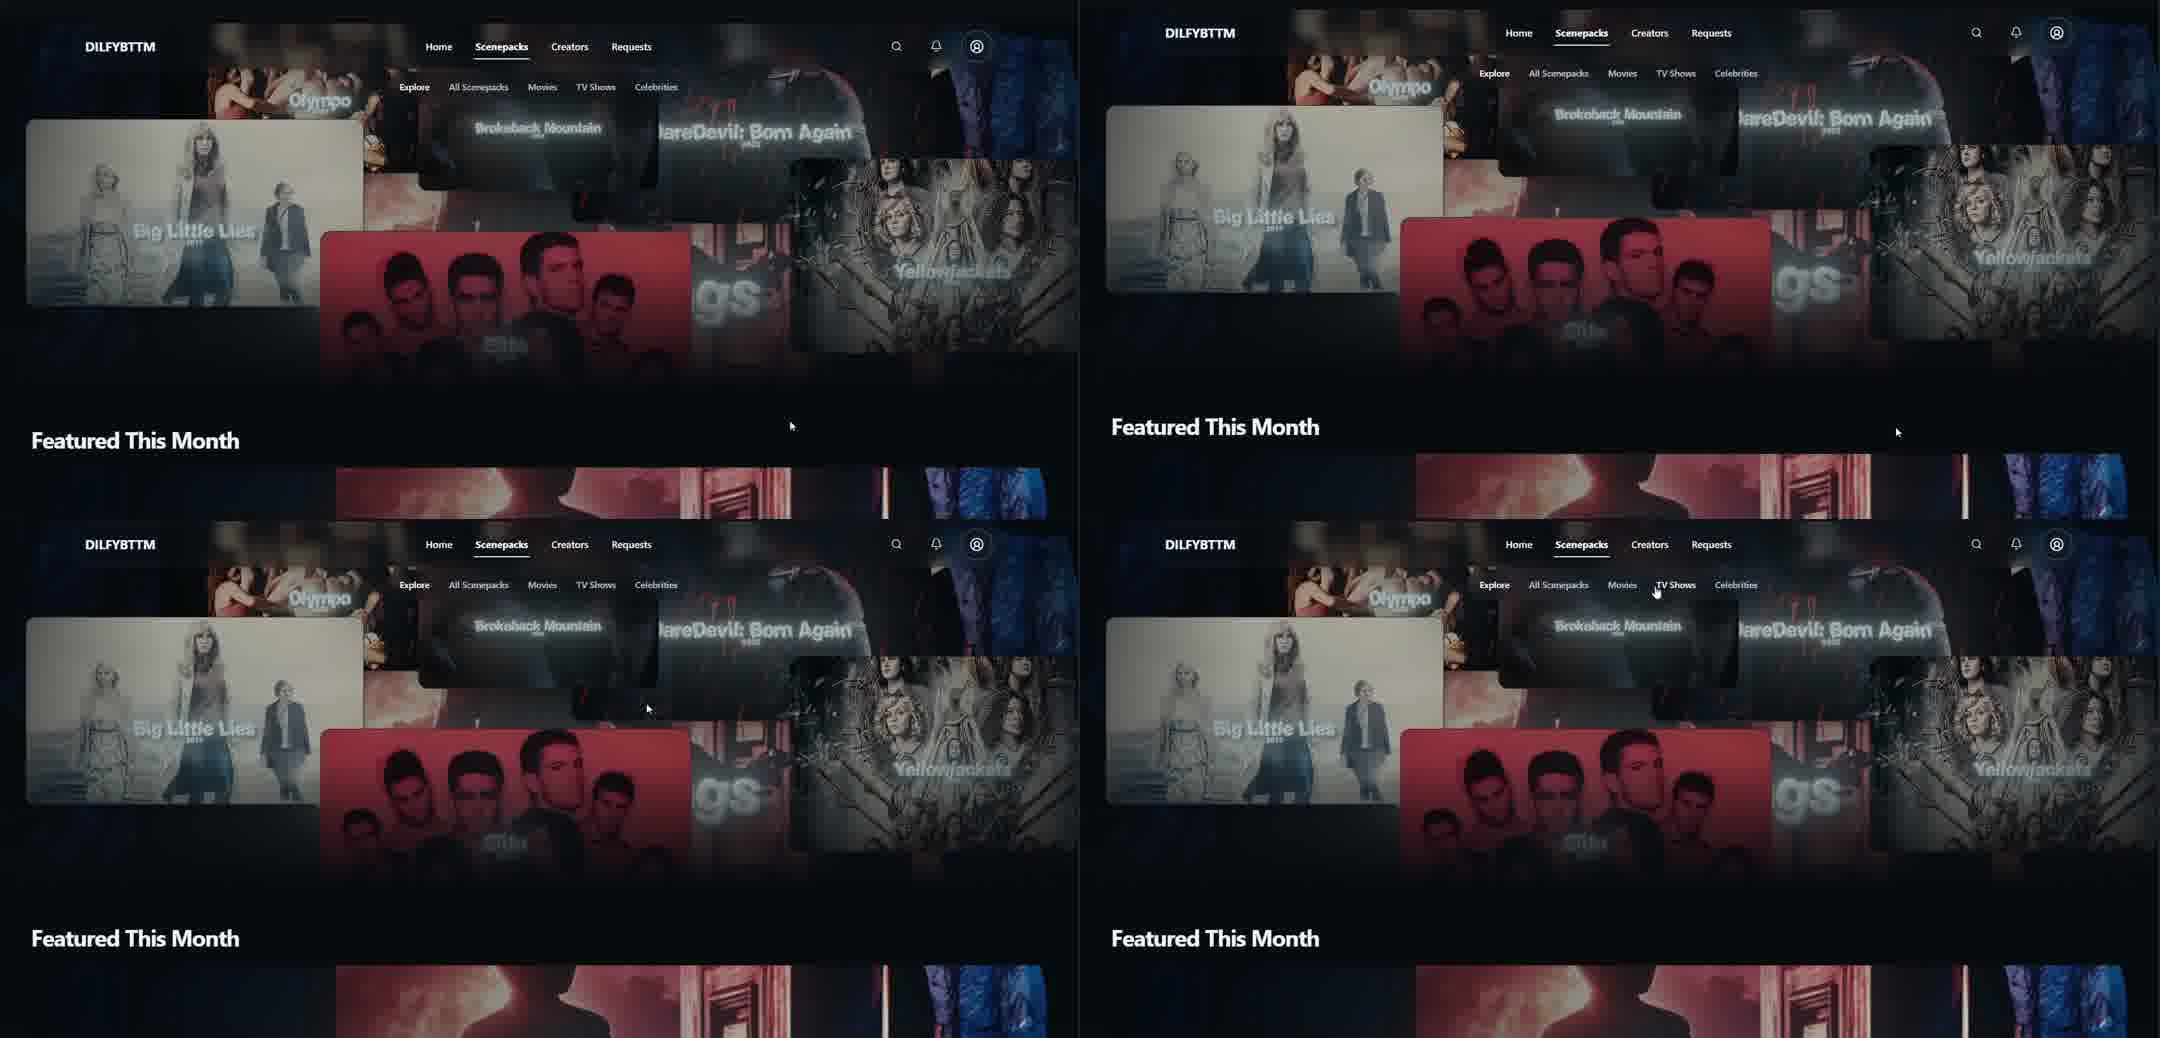 DILFYBTTM Home Scenepacks Creators Requests
Explore All Scenepacks Movies TV Shows Celebrities
Olympo
Brokeback Mountain
DareDevil: Born Again
Big Little Lies
Yellowjackets
gs
Elite
Featured This Month
DILFYBTTM Home Scenepacks Creators Requests
Explore All Scenepacks Movies TV Shows Celebrities
Olympo
Brokeback Mountain
DareDevil: Born Again
Big Little Lies
Yellowjackets
gs
Elite
Featured This Month
DILFYBTTM Home Scenepacks Creators Requests
Explore All Scenepacks Movies TV Shows Celebrities
Olympo
Brokeback Mountain
DareDevil: Born Again
Big Little Lies
Yellowjackets
gs
Elite
Featured This Month
DILFYBTTM Home Scenepacks Creators Requests
Explore All Scenepacks Movies TV Shows Celebrities
Olympo
Brokeback Mountain
DareDevil: Born Again
Big Little Lies
Yellowjackets
gs
Elite
Featured This Month